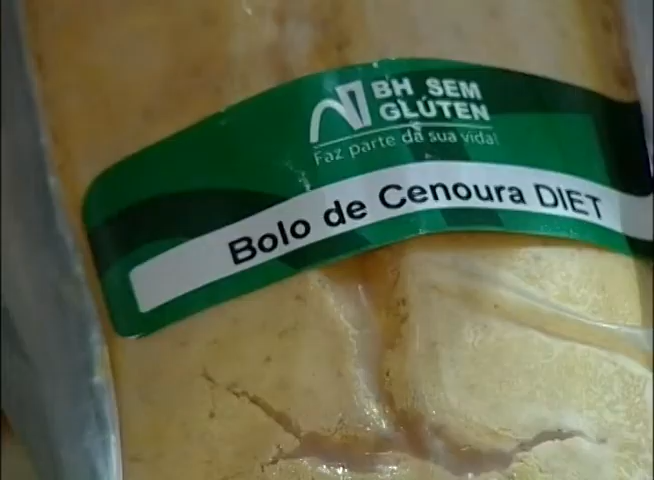 BH SEM
GLÚTEN
Faz parte da sua vida!
Bolo de Cenoura DIET